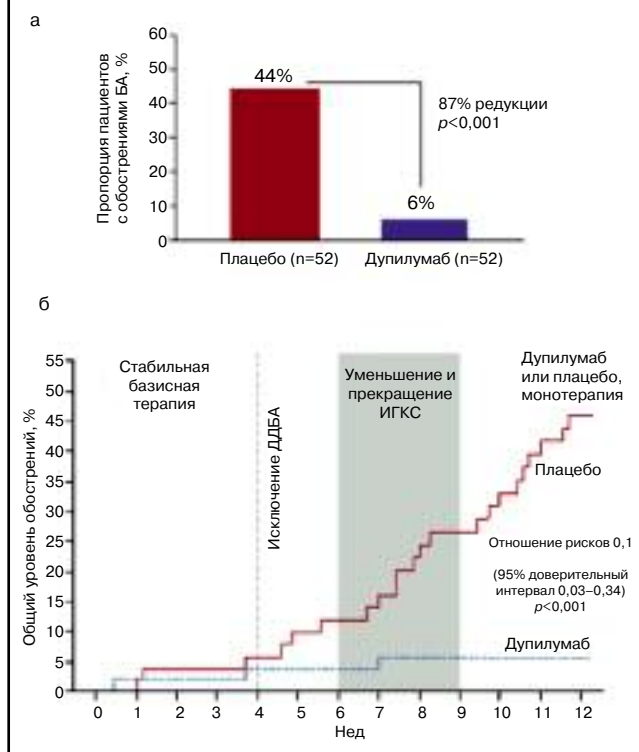 а
Пропорция пациентов
с обострениями БА, %
60
50
40
30
20
10
0
44%
6%
87% редукции
p<0,001
Плацебо (n=52)
Дупилумаб (n=52)
б
Общий уровень обострений, %
55
50
45
40
35
30
25
20
15
10
5
0
Стабильная
базисная
терапия
Исключение ДДБА
Уменьшение и
прекращение
ИГКС
Дупилумаб
или плацебо,
монотерапия
Плацебо
Отношение рисков 0,1
(95% доверительный
интервал 0,03–0,34)
p<0,001
Дупилумаб
0 1 2 3 4 5 6 7 8 9 10 11 12
Нед